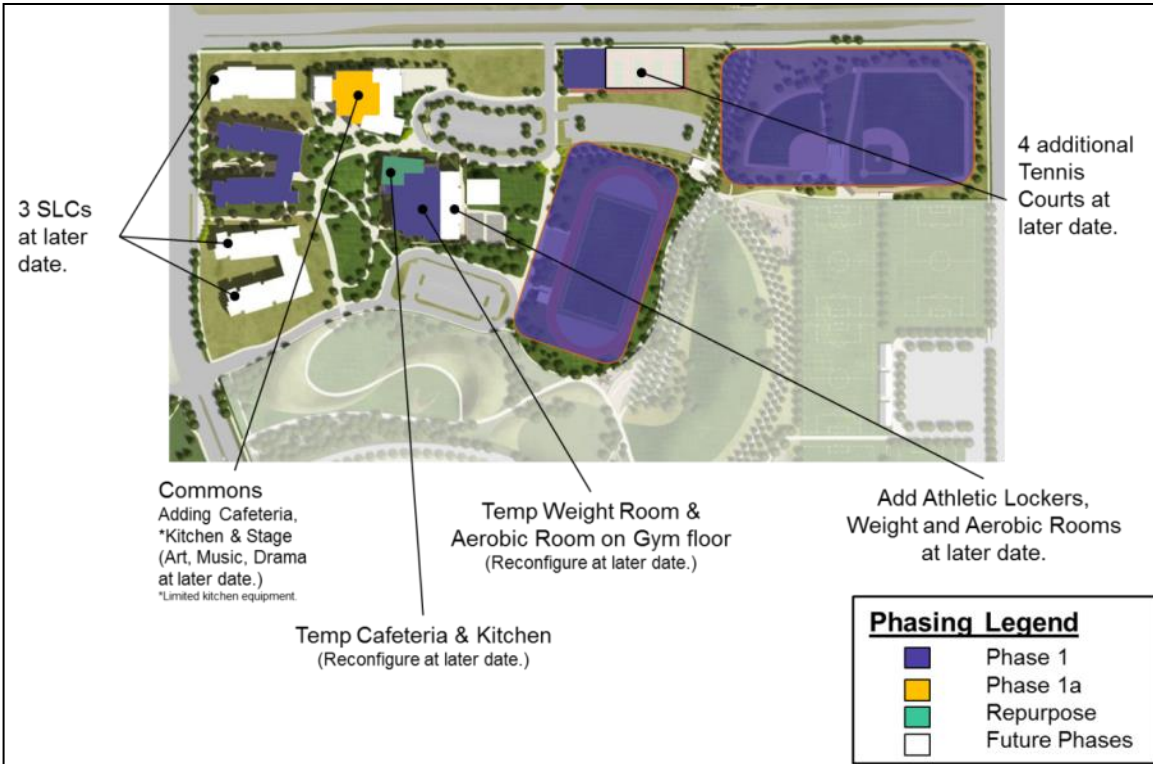 3 SLCs
at later
date.
4 additional
Tennis
Courts at
later date.
Commons
Adding Cafeteria,
*Kitchen & Stage
(Art, Music, Drama
at later date.)
*Limited kitchen equipment.
Temp Weight Room &
Aerobic Room on Gym floor
(Reconfigure at later date.)
Add Athletic Lockers,
Weight and Aerobic Rooms
at later date.
Temp Cafeteria & Kitchen
(Reconfigure at later date.)
Phasing Legend
Phase 1
Phase 1a
Repurpose
Future Phases